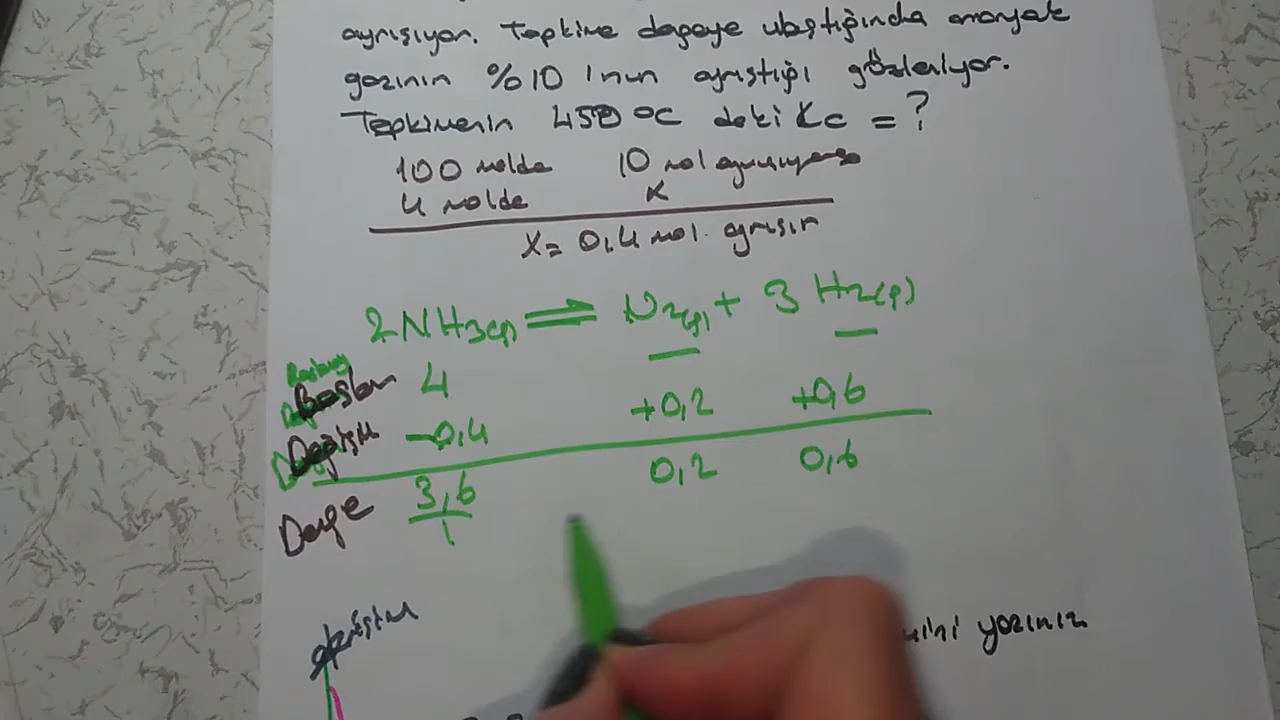 ayrışıyor. Tepkime dengeye ulaştığında amonyak
gazının %10 'nun ayrıştığı gözleniyor.
Tepkimenin 450 °C deki Kc = ?
100 molde 10 mol ayrışıyorsa
4 molde x
x = 0,4 mol ayrışır
2NH3(g) ⇌ N2(g) + 3 H2(g)
Başlan 4
Değişim -0,4 +0,2 +0,6
Denge 3,6 0,2 0,6
1
değişim
yazınız